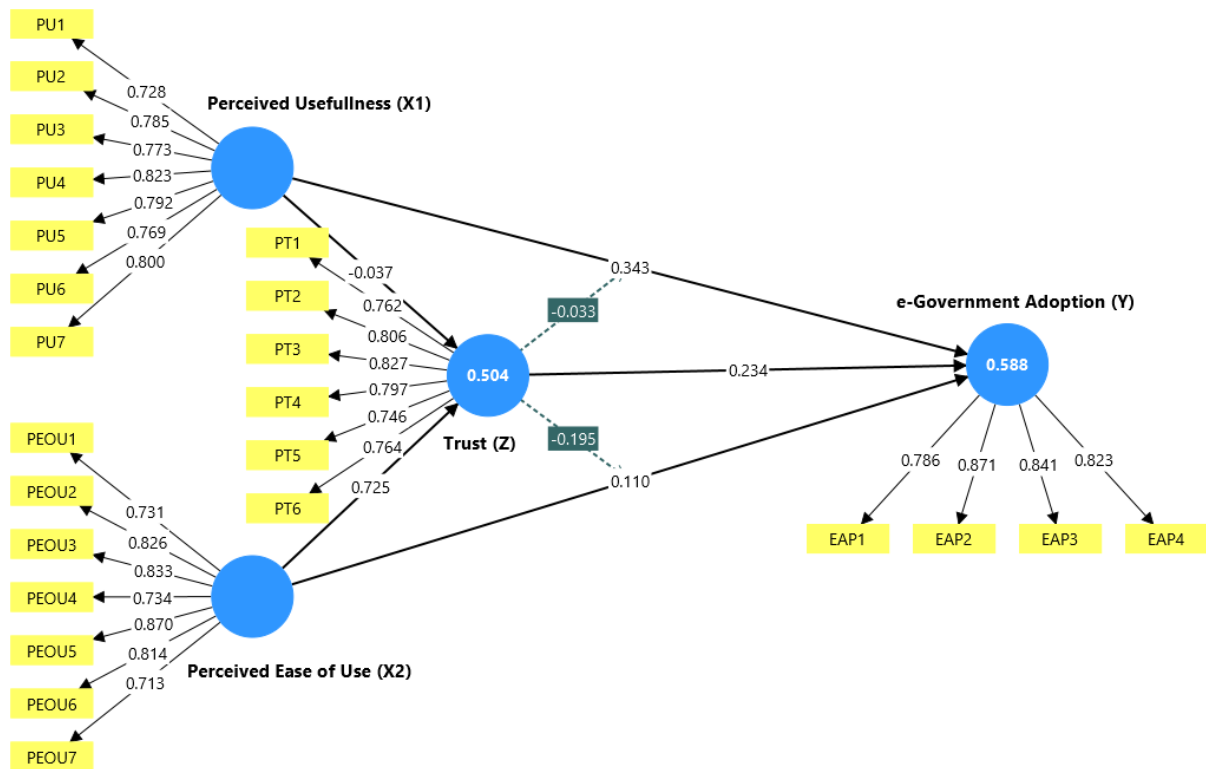 PU1
PU2
PU3
PU4
PU5
PU6
PU7
0.728
0.785
0.773
0.823
0.792
0.769
0.800
Perceived Usefullness (X1)
PT1
PT2
PT3
PT4
PT5
PT6
-0.037
0.762
0.806
0.827
0.797
0.746
0.764
0.725
0.504
Trust (Z)
-0.033
-0.195
0.343
0.234
0.110
e-Government Adoption (Y)
0.588
0.786
0.871
0.841
0.823
EAP1
EAP2
EAP3
EAP4
PEOU1
PEOU2
PEOU3
PEOU4
PEOU5
PEOU6
PEOU7
0.731
0.826
0.833
0.734
0.870
0.814
0.713
Perceived Ease of Use (X2)